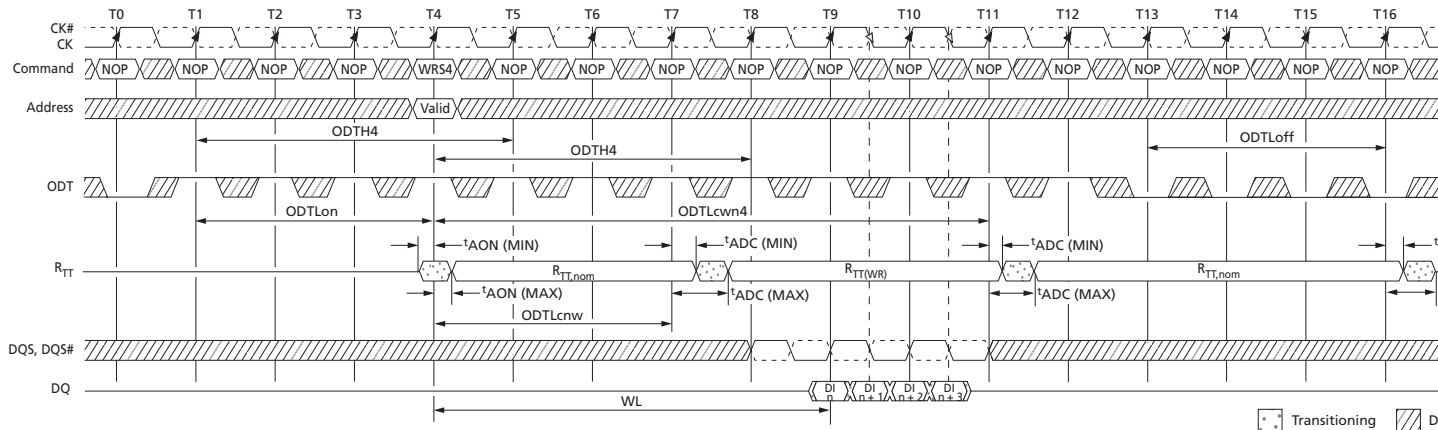 T0 T1 T2 T3 T4 T5 T6 T7 T8 T9 T10 T11 T12 T13 T14 T15 T16
CK#
CK
Command NOP NOP NOP NOP WRS4 NOP NOP NOP NOP NOP NOP NOP NOP NOP NOP NOP NOP
Address Valid
ODTH4 ODTLoff
ODTH4
ODT
ODTLon ODTLcwn4
tAON (MIN) tADC (MIN) tADC (MIN) t
RTT RTT,nom RTT(WR) RTT,nom
tAON (MAX) tADC (MAX) tADC (MAX)
ODTLcnw
DQS, DQS#
DQ DI n DI n + 1 DI n + 2 DI n + 3
WL
Transitioning D